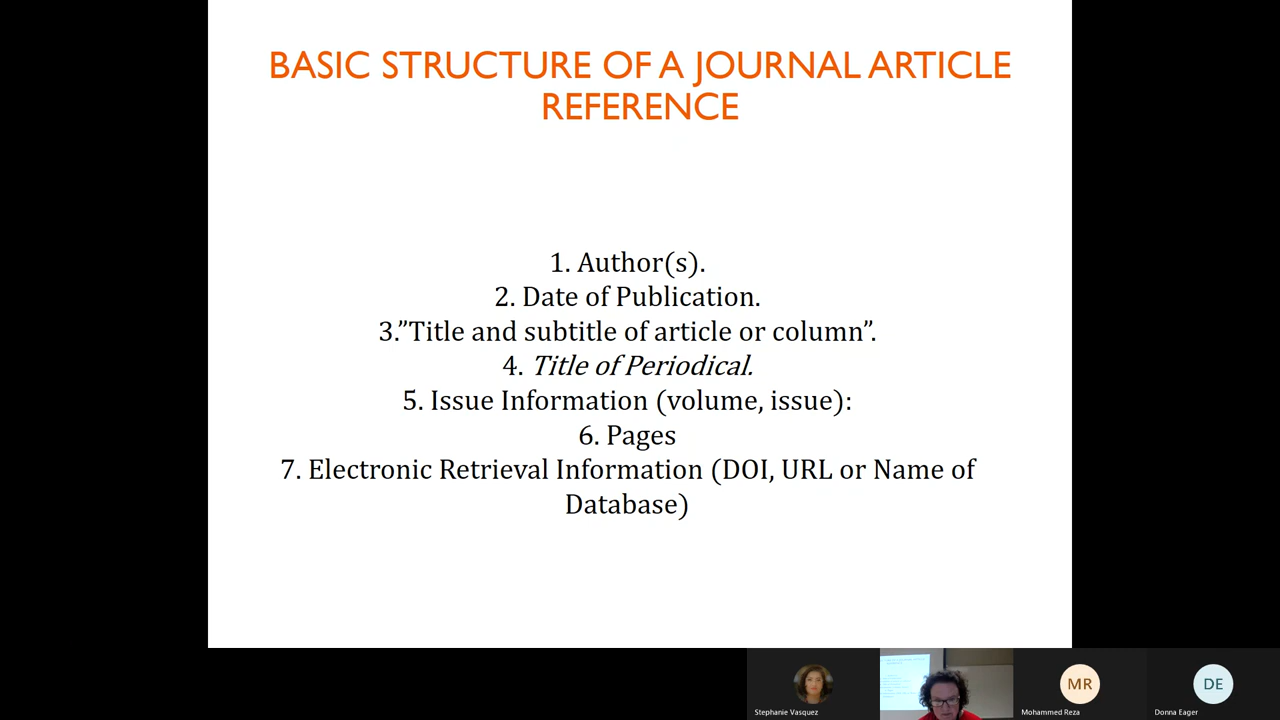 BASIC STRUCTURE OF A JOURNAL ARTICLE
REFERENCE
1. Author(s).
2. Date of Publication.
3.”Title and subtitle of article or column”.
4. Title of Periodical.
5. Issue Information (volume, issue):
6. Pages
7. Electronic Retrieval Information (DOI, URL or Name of
Database)
MR
DE
Stephanie Vasquez
Mohammed Reza
Donna Eager